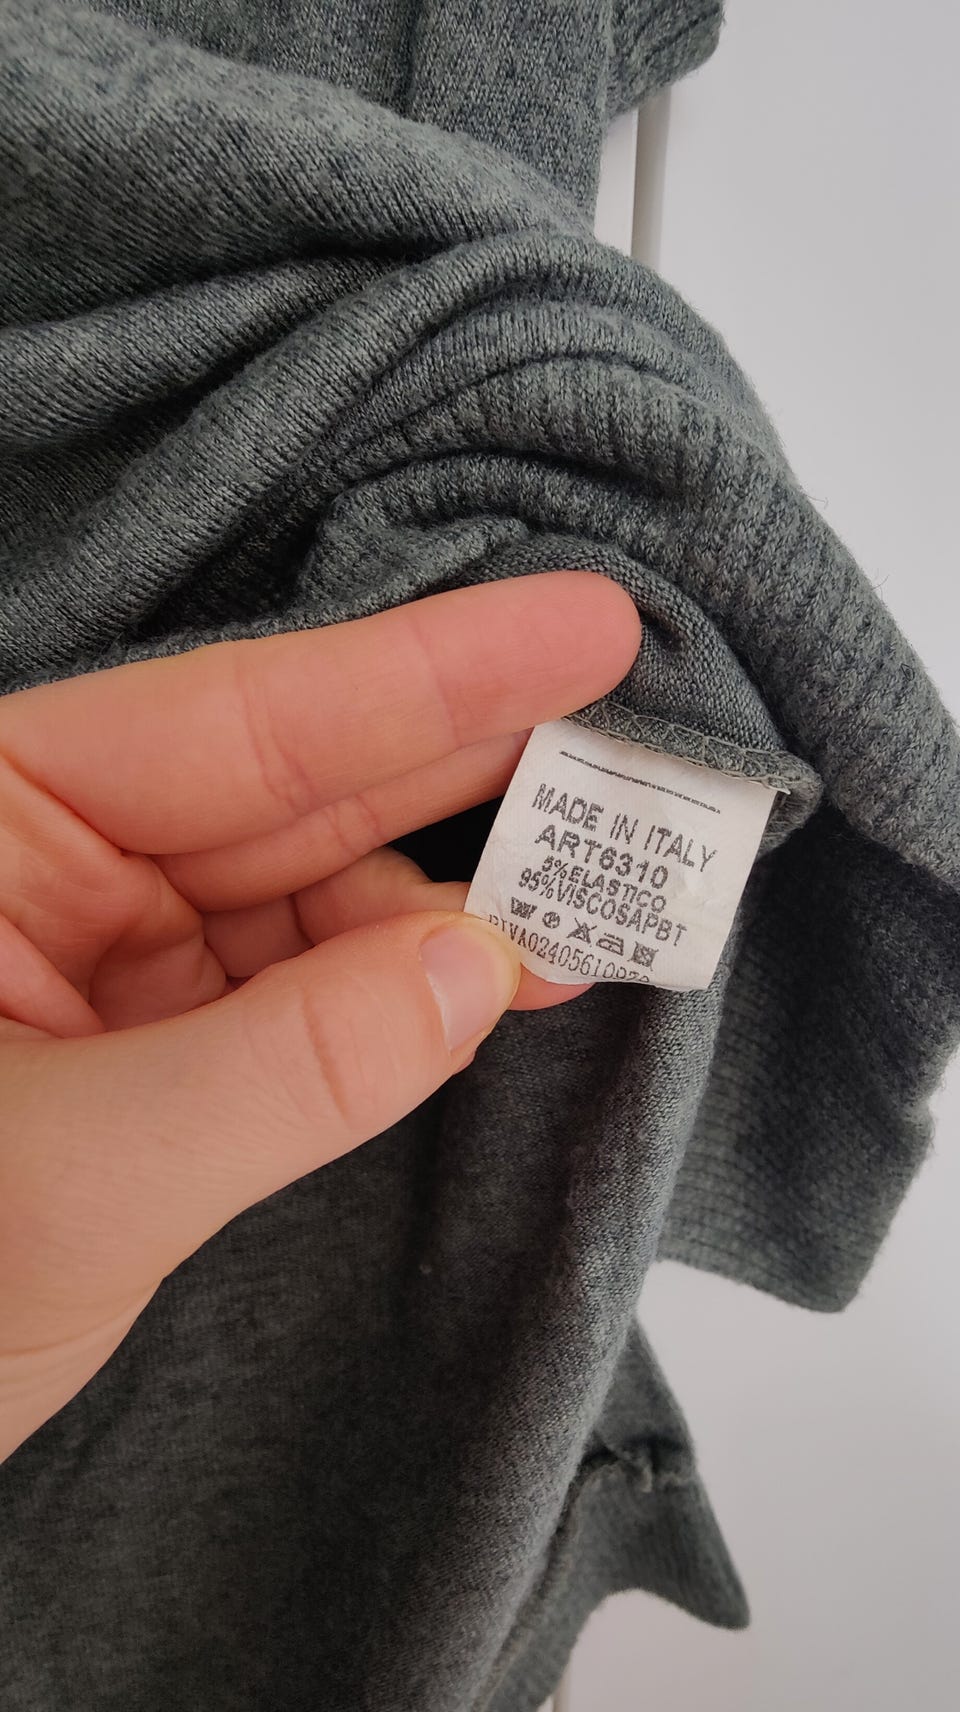 MADE IN ITALY
ART6310
5%ELASTICO
95%VISCOSAPBT